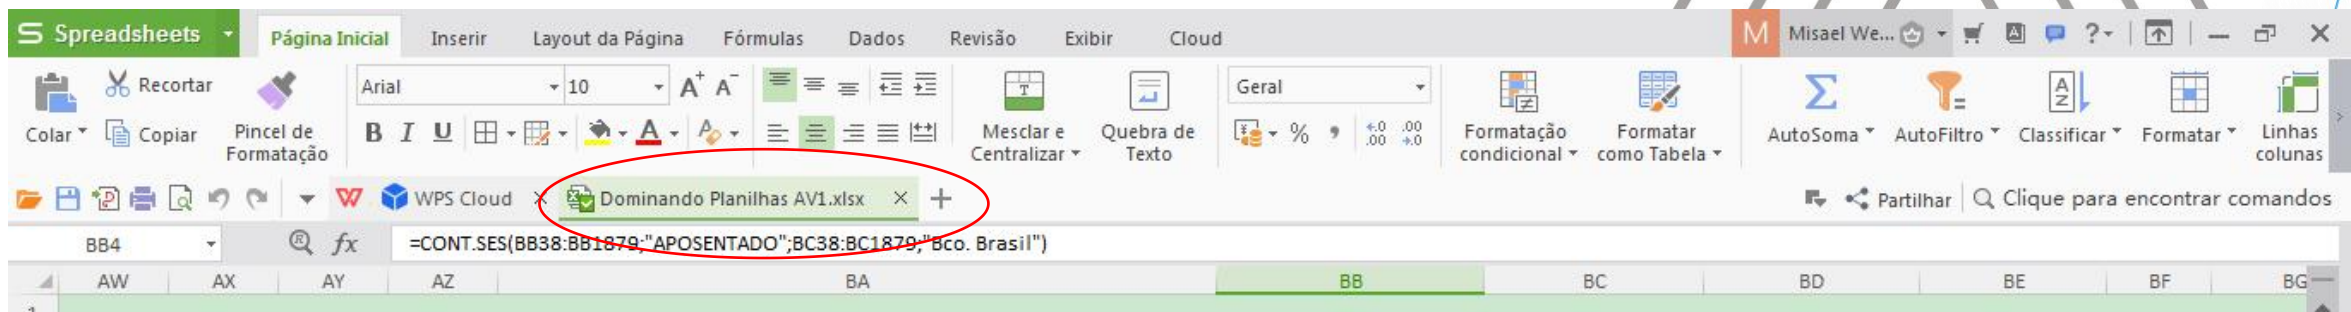 Spreadsheets Página Inicial Inserir Layout da Página Fórmulas Dados Revisão Exibir Cloud M Misael We... ?
Recortar Arial 10 A+ A- Geral
Colar Copiar Pincel de Formatação B I U A Mesclar e Centralizar Quebra de Texto % Formatação condicional Formatar como Tabela AutoSoma AutoFiltro Classificar Formatar Linhas colunas
WPS Cloud × Dominando Planilhas AV1.xlsx × + Partilhar Clique para encontrar comandos
BB4 fx =CONT.SES(BB38:BB1879;"APOSENTADO";BC38:BC1879;"Bco. Brasil")
AW AX AY AZ BA BB BC BD BE BF BG